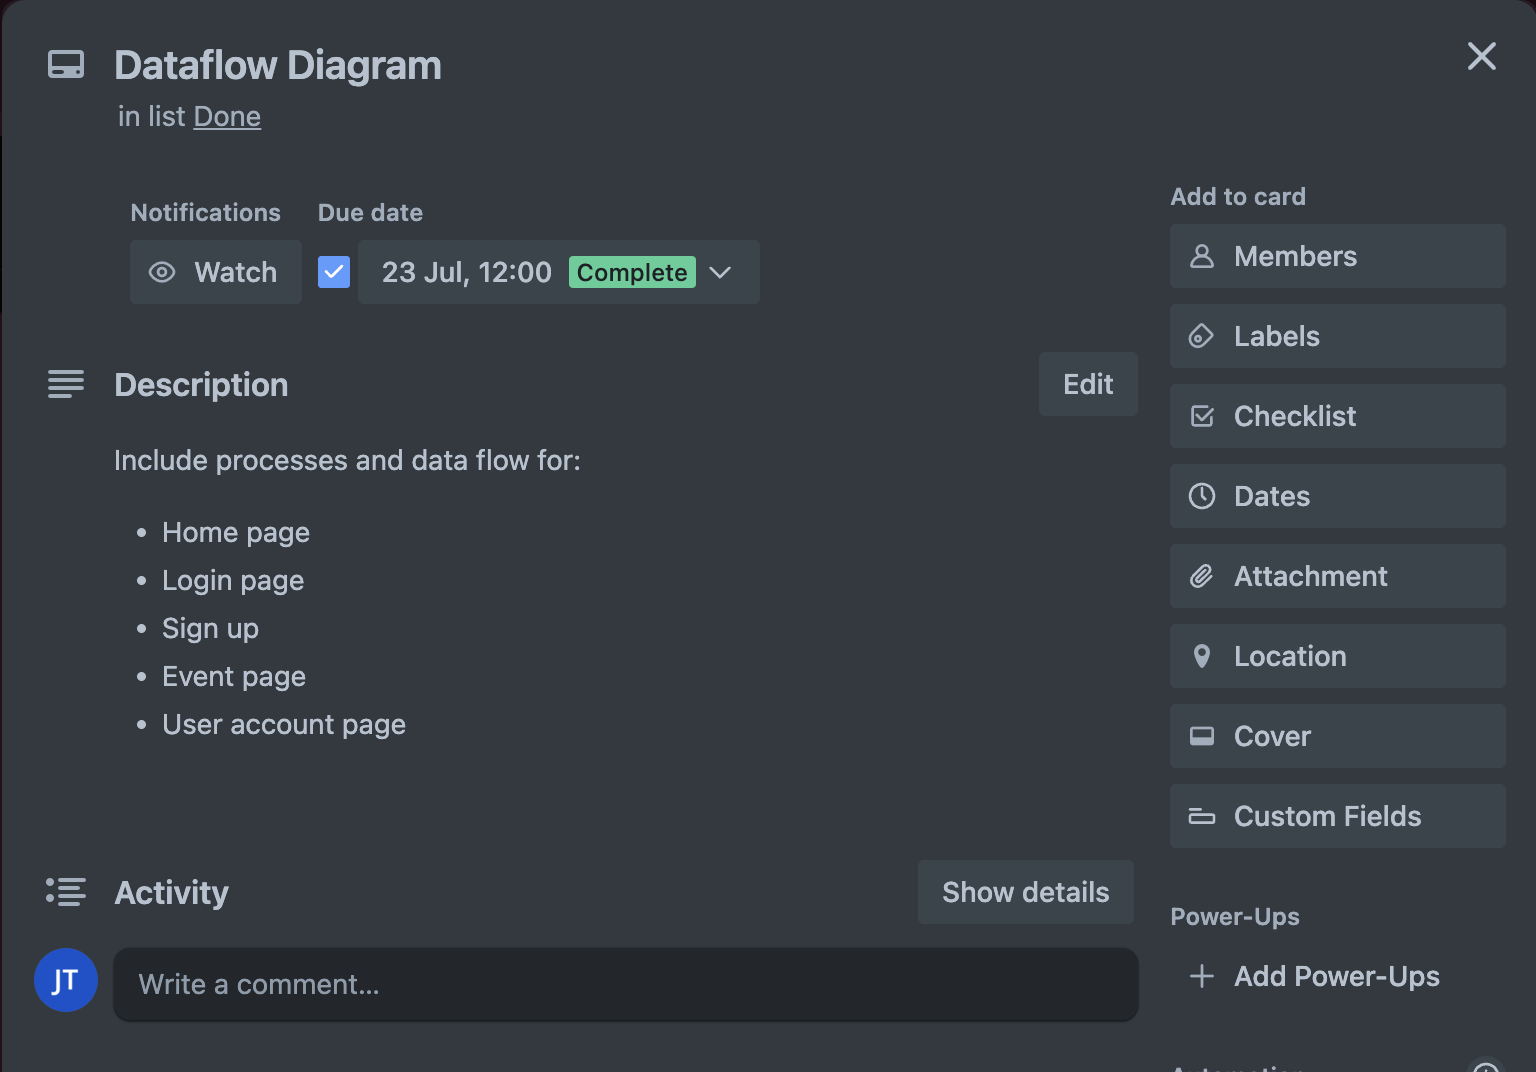 Dataflow Diagram
in list Done
Notifications
Due date
Watch
23 Jul, 12:00 Complete
Description
Edit
Include processes and data flow for:
• Home page
• Login page
• Sign up
• Event page
• User account page
Activity
Show details
JT
Write a comment...
Add to card
Members
Labels
Checklist
Dates
Attachment
Location
Cover
Custom Fields
Power-Ups
+ Add Power-Ups